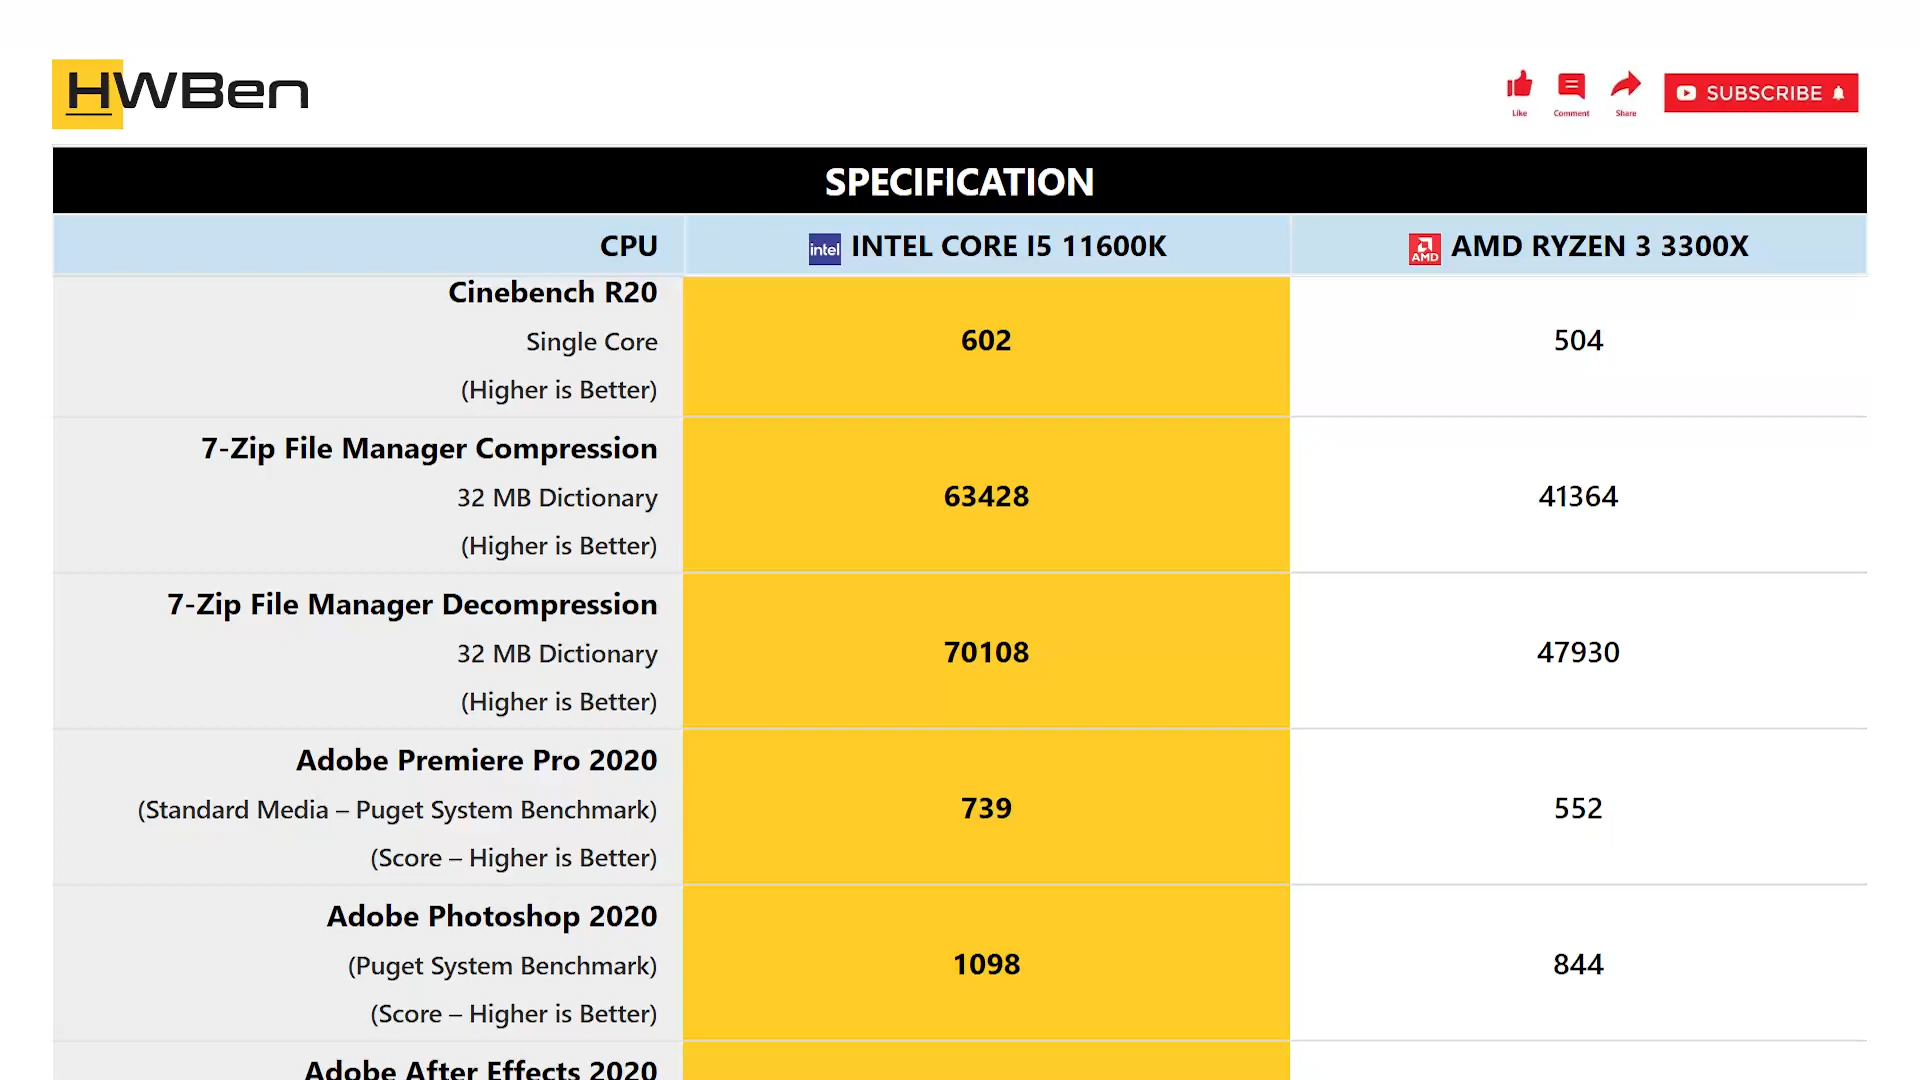 HWBen
Like
Comment
Share
SUBSCRIBE
SPECIFICATION
CPU
intel INTEL CORE I5 11600K
AMD AMD RYZEN 3 3300X
Cinebench R20
Single Core
(Higher is Better)
602
504
7-Zip File Manager Compression
32 MB Dictionary
(Higher is Better)
63428
41364
7-Zip File Manager Decompression
32 MB Dictionary
(Higher is Better)
70108
47930
Adobe Premiere Pro 2020
(Standard Media – Puget System Benchmark)
(Score – Higher is Better)
739
552
Adobe Photoshop 2020
(Puget System Benchmark)
(Score – Higher is Better)
1098
844
Adobe After Effects 2020